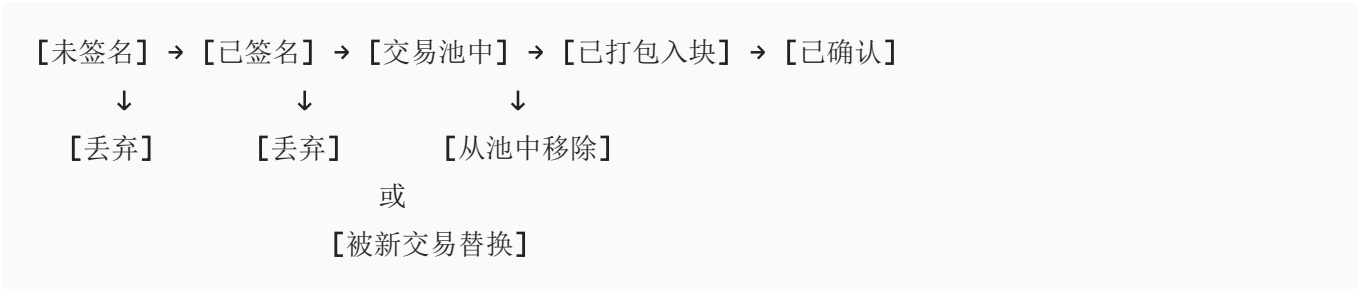 [未签名] → [已签名] → [交易池中] → [已打包入块] → [已确认]
↓ ↓ ↓
[丢弃] [丢弃] [从池中移除]
或
[被新交易替换]